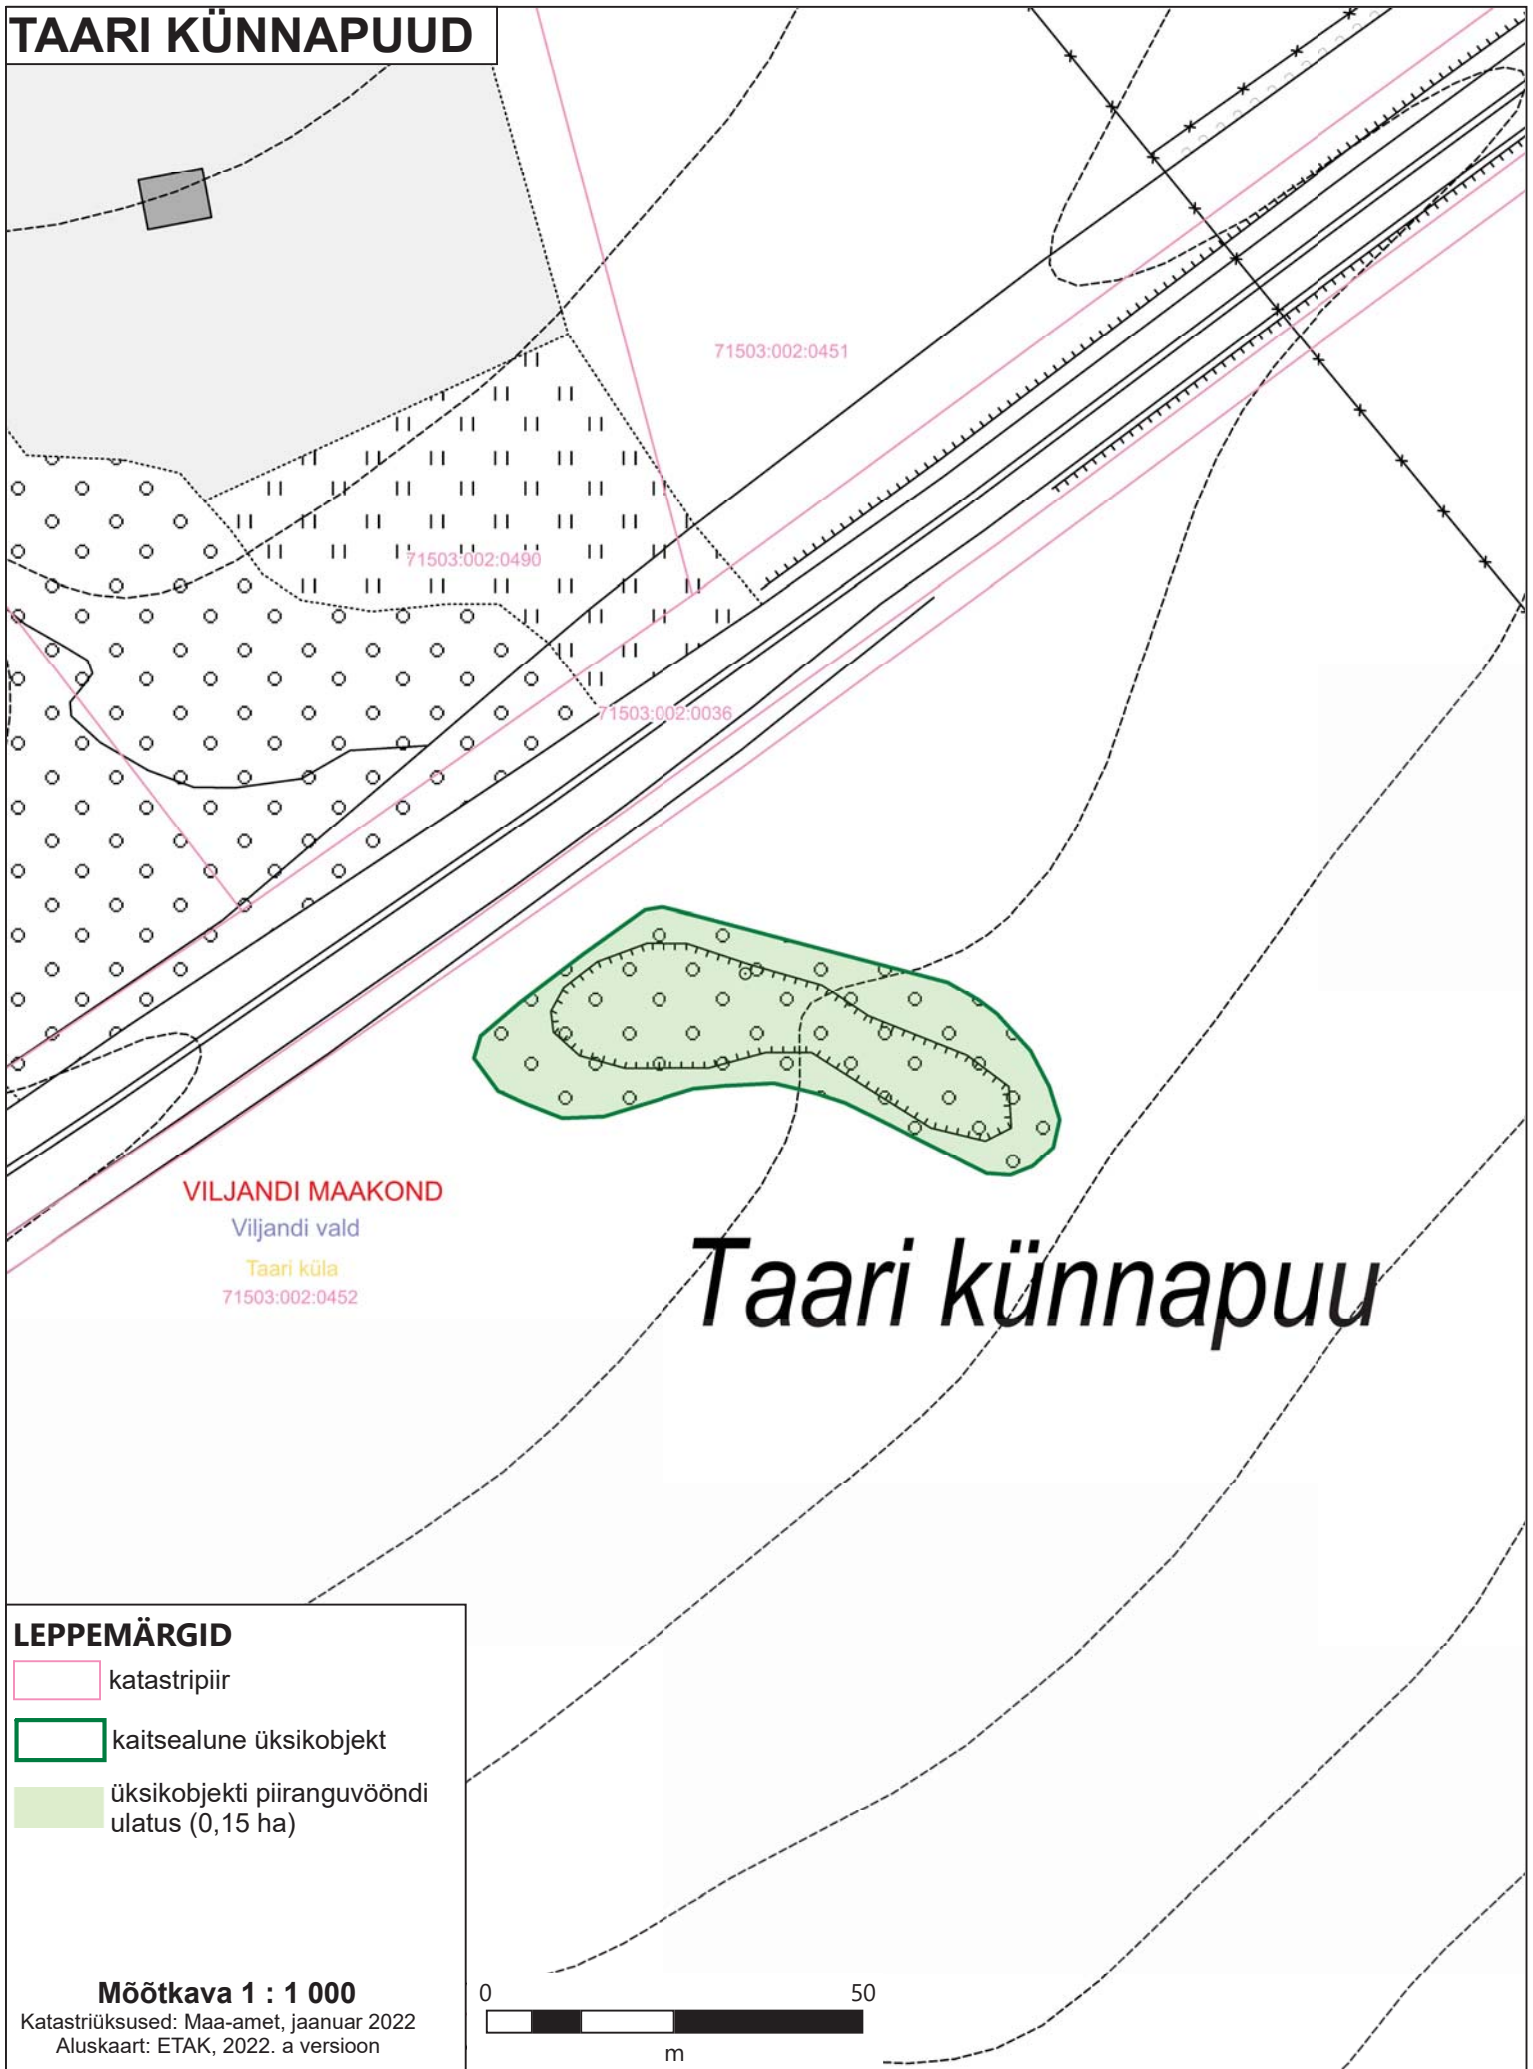 TAARI KÜNNAPUUD
71503:002:0451
71503:002:0490
71503:002:0036
VILJANDI MAAKOND
Viljandi vald
Taari küla
71503:002:0452
Taari künnapuu
LEPPEMÄRGID
katastripiir
kaitsealune üksikobjekt
üksikobjekti piiranguvööndi
ulatus (0,15 ha)
Mõõtkava 1 : 1 000
Katastriüksused: Maa-amet, jaanuar 2022
Aluskaart: ETAK, 2022. a versioon
0 50
m